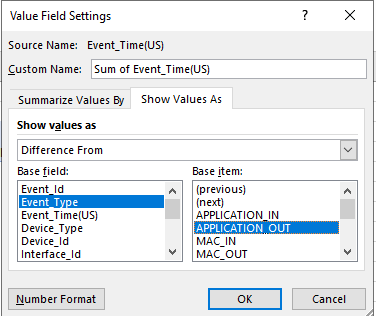 Value Field Settings
Source Name: Event_Time(US)
Custom Name: Sum of Event_Time(US)
Summarize Values By Show Values As
Show values as
Difference From
Base field: Base item:
Event_Id (previous)
Event_Type (next)
Event_Time(US) APPLICATION_IN
Device_Type APPLICATION_OUT
Device_Id MAC_IN
Interface_Id MAC_OUT
Number Format OK Cancel